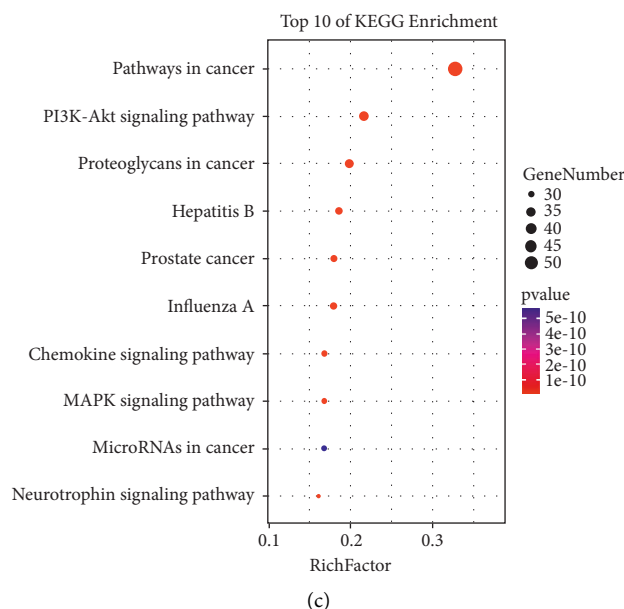 Top 10 of KEGG Enrichment
Pathways in cancer
PI3K-Akt signaling pathway
Proteoglycans in cancer
Hepatitis B
Prostate cancer
Influenza A
Chemokine signaling pathway
MAPK signaling pathway
MicroRNAs in cancer
Neurotrophin signaling pathway
0.1 0.2 0.3
RichFactor
GeneNumber
30
35
40
45
50
pvalue
5e-10
4e-10
3e-10
2e-10
1e-10
(c)